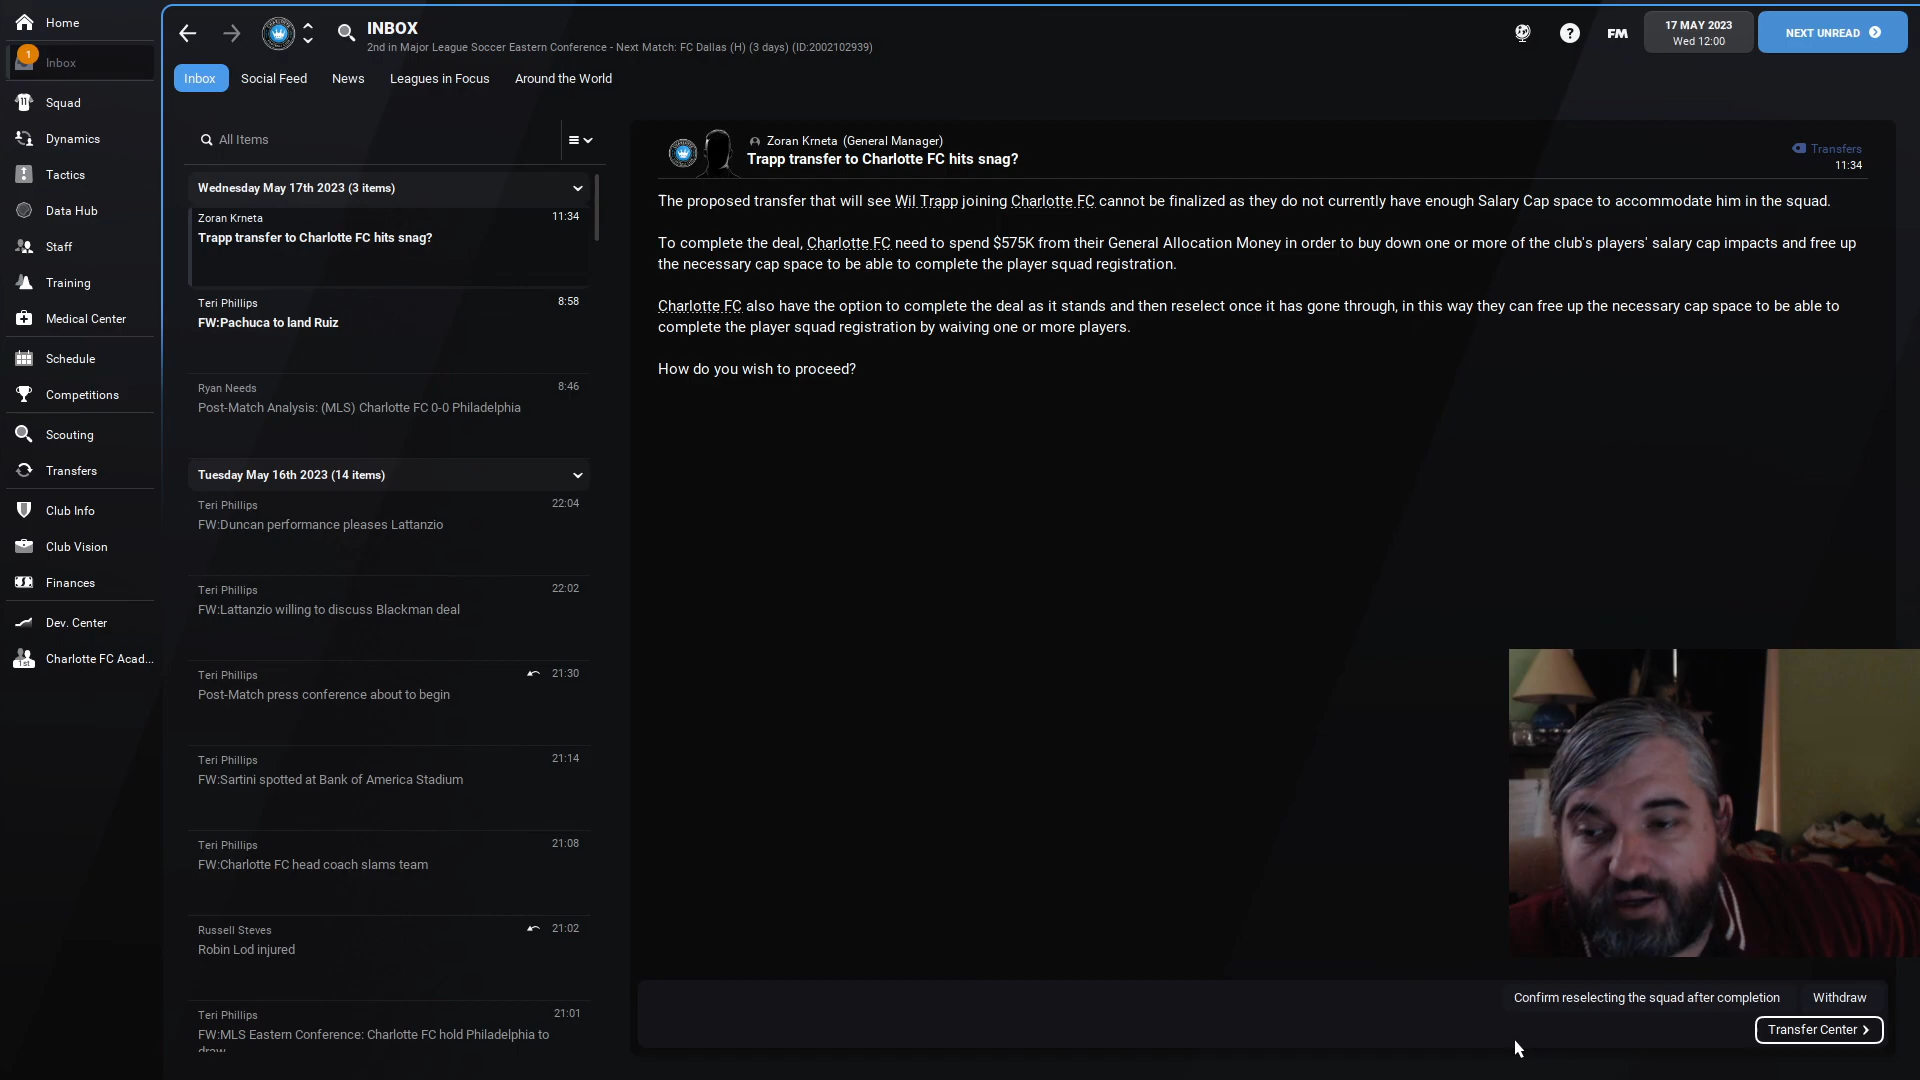 Home
1
Inbox
Squad
Dynamics
Tactics
Data Hub
Staff
Training
Medical Center
Schedule
Competitions
Scouting
Transfers
Club Info
Club Vision
Finances
Dev. Center
1st
Charlotte FC Acad...
INBOX
2nd in Major League Soccer Eastern Conference - Next Match: FC Dallas (H) (3 days) (ID:2002102939)
FM
17 MAY 2023
Wed 12:00
NEXT UNREAD
Inbox
Social Feed
News
Leagues in Focus
Around the World
All Items
Wednesday May 17th 2023 (3 items)
Zoran Krneta
11:34
Trapp transfer to Charlotte FC hits snag?
Teri Phillips
8:58
FW:Pachuca to land Ruiz
Ryan Needs
8:46
Post-Match Analysis: (MLS) Charlotte FC 0-0 Philadelphia
Tuesday May 16th 2023 (14 items)
Teri Phillips
22:04
FW:Duncan performance pleases Lattanzio
Teri Phillips
22:02
FW:Lattanzio willing to discuss Blackman deal
Teri Phillips
21:30
Post-Match press conference about to begin
Teri Phillips
21:14
FW:Sartini spotted at Bank of America Stadium
Teri Phillips
21:08
FW:Charlotte FC head coach slams team
Russell Steves
21:02
Robin Lod injured
Teri Phillips
21:01
FW:MLS Eastern Conference: Charlotte FC hold Philadelphia to
draw
Zoran Krneta (General Manager)
Trapp transfer to Charlotte FC hits snag?
Transfers
11:34
The proposed transfer that will see Wil Trapp joining Charlotte FC cannot be finalized as they do not currently have enough Salary Cap space to accommodate him in the squad.
To complete the deal, Charlotte FC need to spend $575K from their General Allocation Money in order to buy down one or more of the club's players' salary cap impacts and free up
the necessary cap space to be able to complete the player squad registration.
Charlotte FC also have the option to complete the deal as it stands and then reselect once it has gone through, in this way they can free up the necessary cap space to be able to
complete the player squad registration by waiving one or more players.
How do you wish to proceed?
Confirm reselecting the squad after completion
Withdraw
Transfer Center